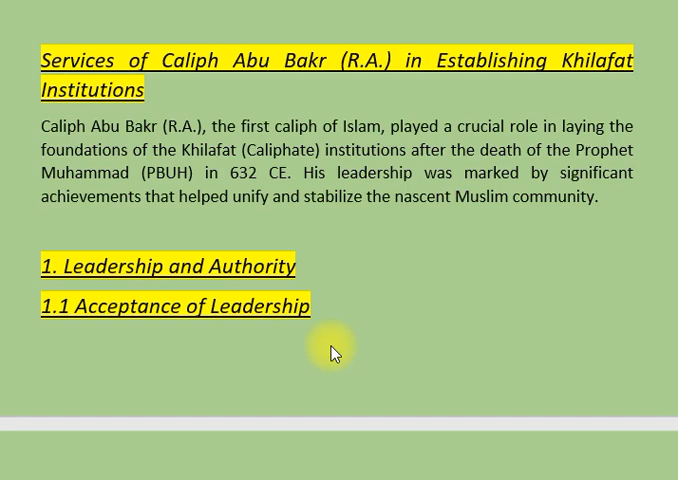 Services of Caliph Abu Bakr (R.A.) in Establishing Khilafat
Institutions
Caliph Abu Bakr (R.A.), the first caliph of Islam, played a crucial role in laying the
foundations of the Khilafat (Caliphate) institutions after the death of the Prophet
Muhammad (PBUH) in 632 CE. His leadership was marked by significant
achievements that helped unify and stabilize the nascent Muslim community.
1. Leadership and Authority
1.1 Acceptance of Leadership